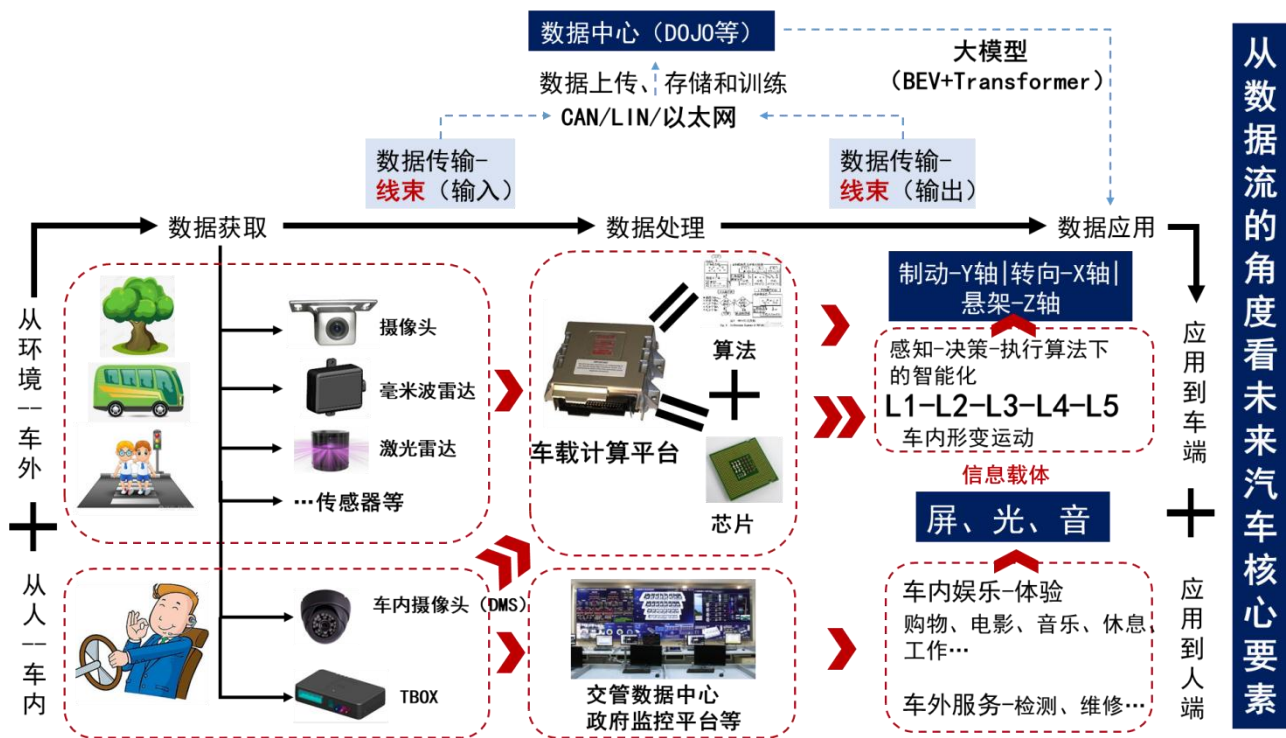 数据中心（DOJO等）
大模型
（BEV+Transformer）
数据上传、存储和训练
CAN/LIN/以太网
数据传输-
线束（输入）
数据传输-
线束（输出）
数据获取
数据处理
数据应用
从环境--车外
从人--车内
摄像头
毫米波雷达
激光雷达
…传感器等
车内摄像头（DMS）
TBOX
算法
车载计算平台
芯片
交管数据中心
政府监控平台等
制动-Y轴|转向-X轴|
悬架-Z轴
感知-决策-执行算法下
的智能化
L1-L2-L3-L4-L5
车内形变运动
信息载体
屏、光、音
车内娱乐-体验
购物、电影、音乐、休息、
工作…
车外服务-检测、维修…
应用到车端
应用到人端
从数据流的角度看未来汽车核心要素